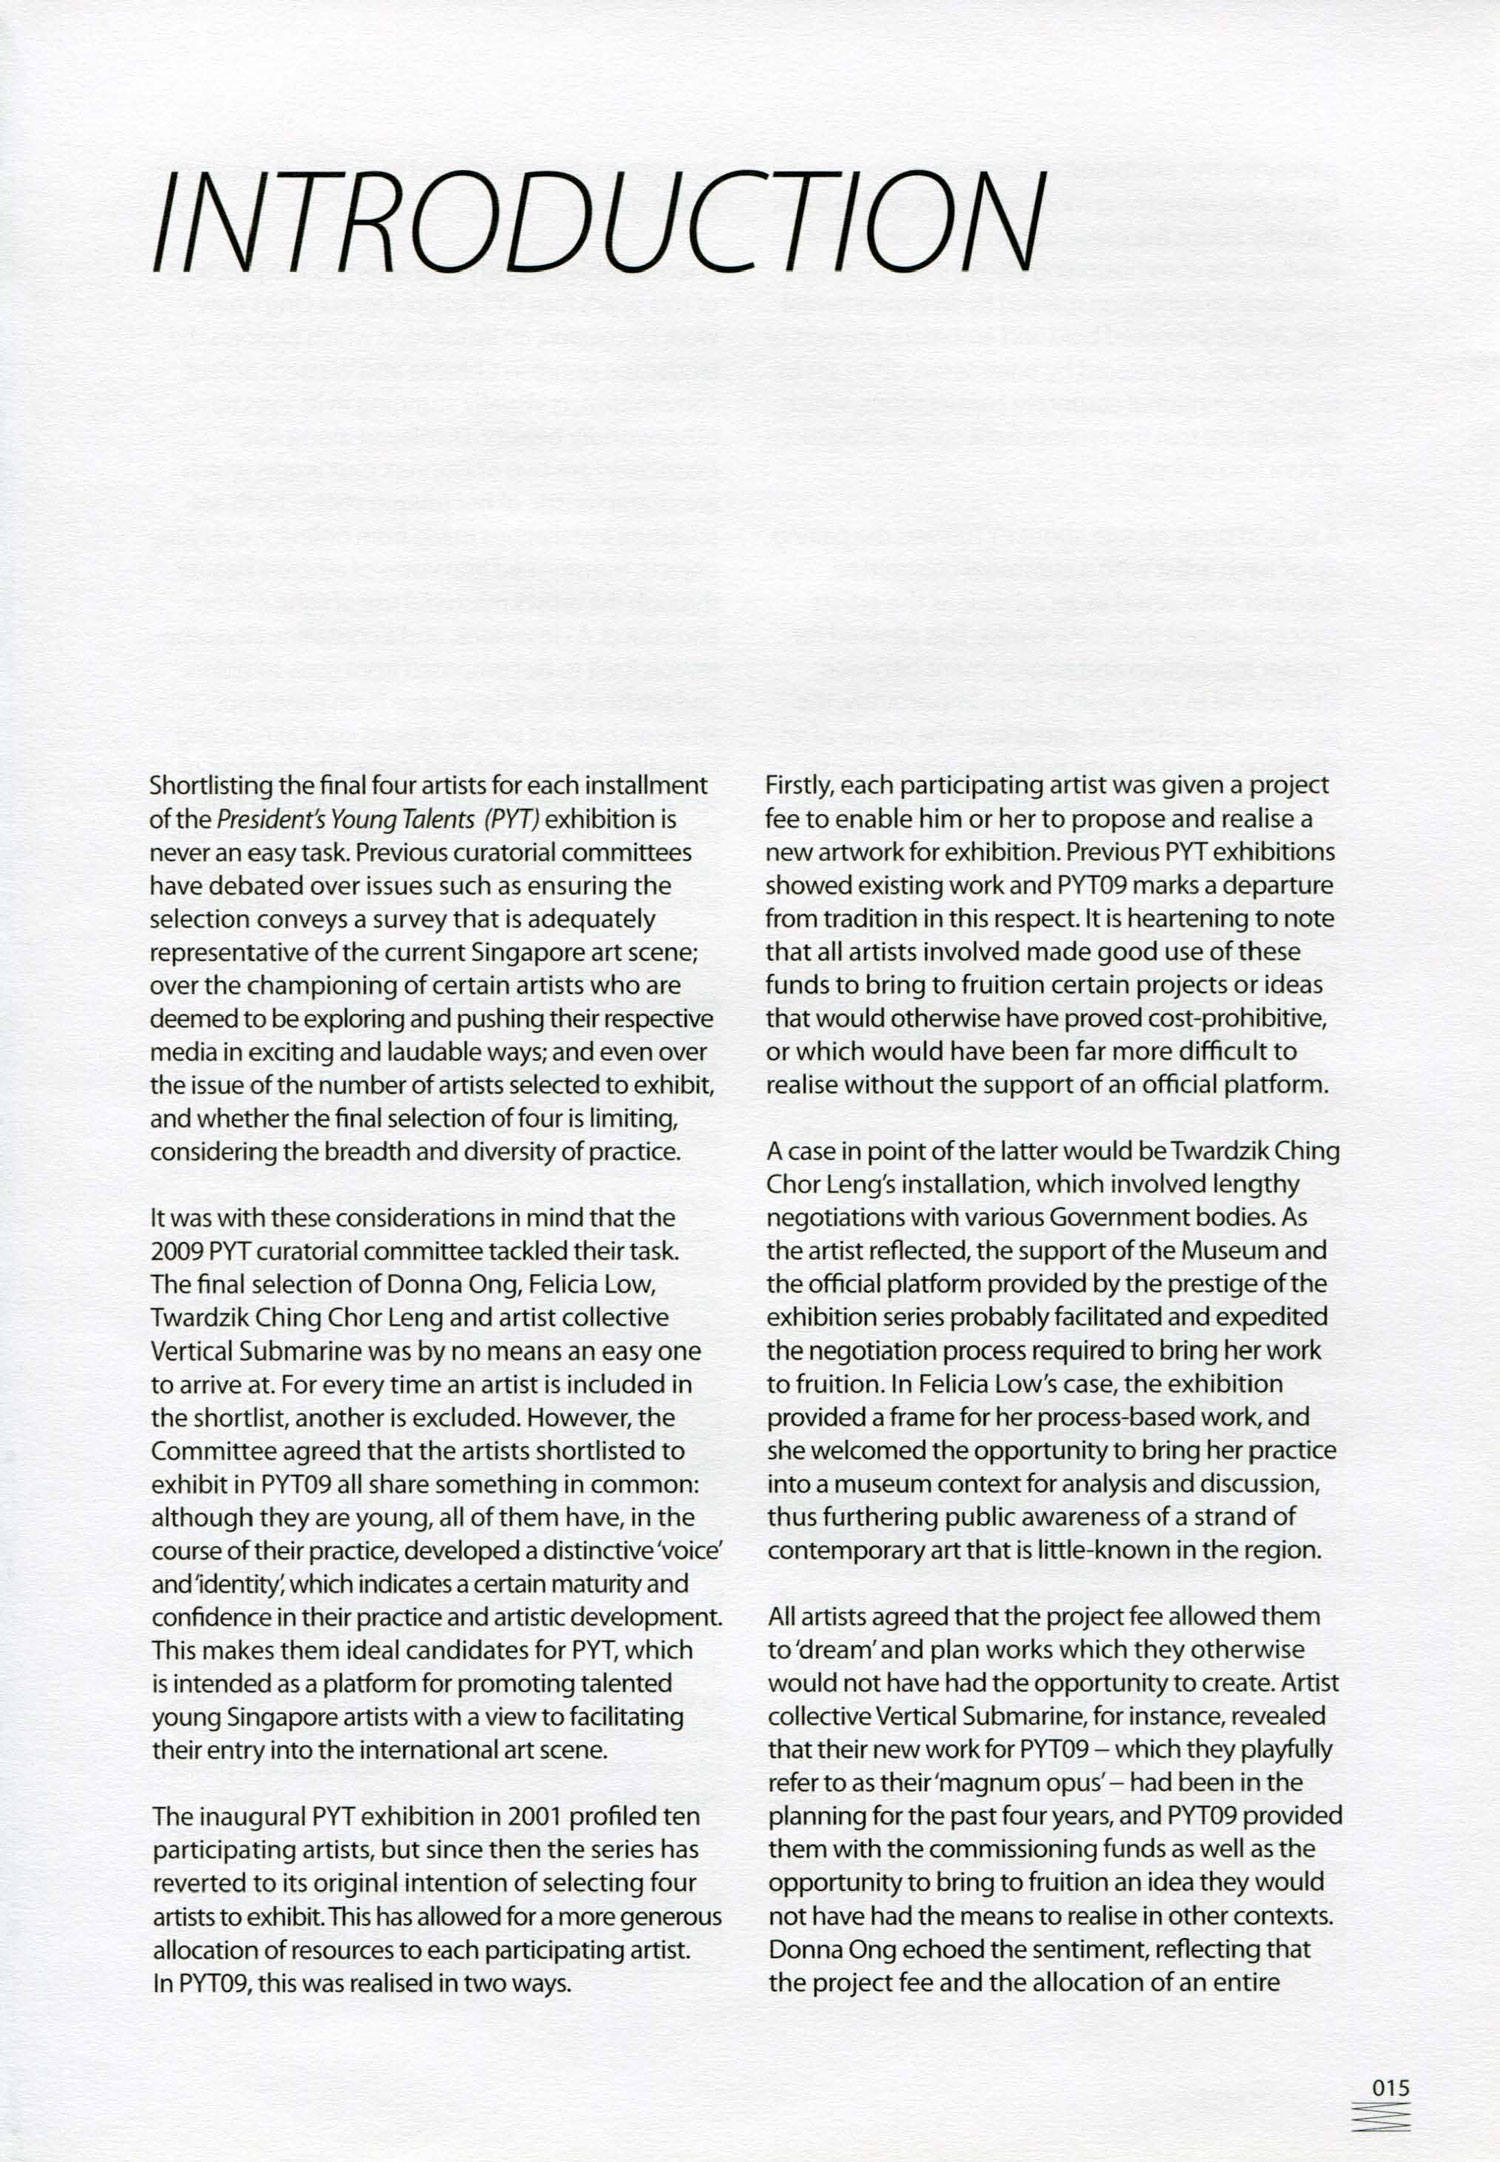 INTRODUCTION
Shortlisting the final four artists for each installment
of the President's Young Talents (PYT) exhibition is
never an easy task. Previous curatorial committees
have debated over issues such as ensuring the
selection conveys a survey that is adequately
representative of the current Singapore art scene;
over the championing of certain artists who are
deemed to be exploring and pushing their respective
media in exciting and laudable ways; and even over
the issue of the number of artists selected to exhibit,
and whether the final selection of four is limiting,
considering the breadth and diversity of practice.
It was with these considerations in mind that the
2009 PYT curatorial committee tackled their task.
The final selection of Donna Ong, Felicia Low,
Twardzik Ching Chor Leng and artist collective
Vertical Submarine was by no means an easy one
to arrive at. For every time an artist is included in
the shortlist, another is excluded. However, the
Committee agreed that the artists shortlisted to
exhibit in PYT09 all share something in common:
although they are young, all of them have, in the
course of their practice, developed a distinctive 'voice'
and 'identity', which indicates a certain maturity and
confidence in their practice and artistic development.
This makes them ideal candidates for PYT, which
is intended as a platform for promoting talented
young Singapore artists with a view to facilitating
their entry into the international art scene.
The inaugural PYT exhibition in 2001 profiled ten
participating artists, but since then the series has
reverted to its original intention of selecting four
artists to exhibit. This has allowed for a more generous
allocation of resources to each participating artist.
In PYT09, this was realised in two ways.
Firstly, each participating artist was given a project
fee to enable him or her to propose and realise a
new artwork for exhibition. Previous PYT exhibitions
showed existing work and PYT09 marks a departure
from tradition in this respect. It is heartening to note
that all artists involved made good use of these
funds to bring to fruition certain projects or ideas
that would otherwise have proved cost-prohibitive,
or which would have been far more difficult to
realise without the support of an official platform.
A case in point of the latter would be Twardzik Ching
Chor Leng's installation, which involved lengthy
negotiations with various Government bodies. As
the artist reflected, the support of the Museum and
the official platform provided by the prestige of the
exhibition series probably facilitated and expedited
the negotiation process required to bring her work
to fruition. In Felicia Low's case, the exhibition
provided a frame for her process-based work, and
she welcomed the opportunity to bring her practice
into a museum context for analysis and discussion,
thus furthering public awareness of a strand of
contemporary art that is little-known in the region.
All artists agreed that the project fee allowed them
to 'dream' and plan works which they otherwise
would not have had the opportunity to create. Artist
collective Vertical Submarine, for instance, revealed
that their new work for PYT09 – which they playfully
refer to as their 'magnum opus' – had been in the
planning for the past four years, and PYT09 provided
them with the commissioning funds as well as the
opportunity to bring to fruition an idea they would
not have had the means to realise in other contexts.
Donna Ong echoed the sentiment, reflecting that
the project fee and the allocation of an entire
015